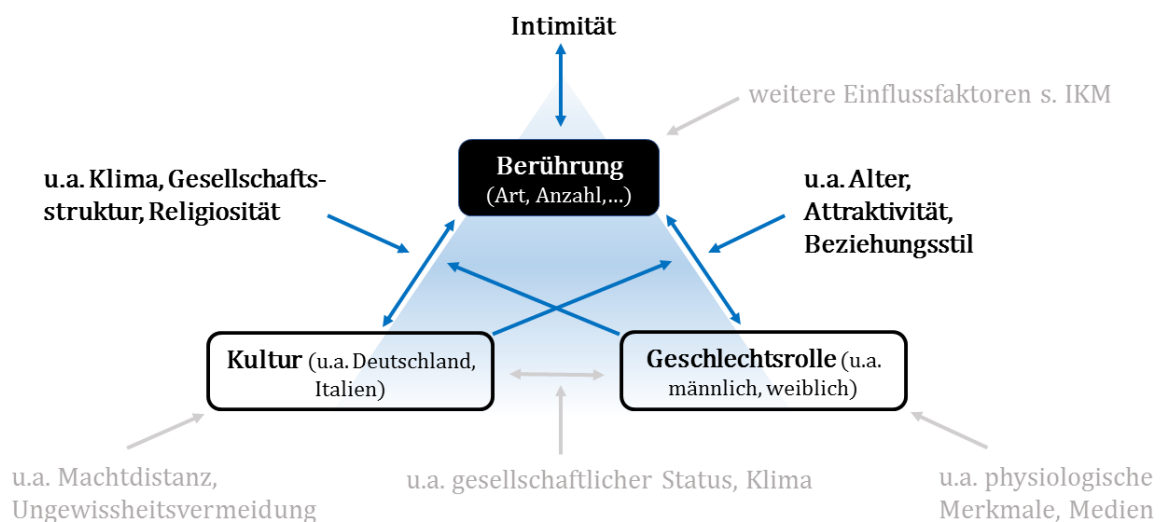 Intimität
weitere Einflussfaktoren s. IKM
Berührung
(Art, Anzahl,...)
u.a. Klima, Gesellschafts-
struktur, Religiosität
u.a. Alter,
Attraktivität,
Beziehungsstil
Kultur (u.a. Deutschland,
Italien)
Geschlechtsrolle (u.a.
männlich, weiblich)
u.a. Machtdistanz,
Ungewissheitsvermeidung
u.a. gesellschaftlicher Status, Klima
u.a. physiologische
Merkmale, Medien